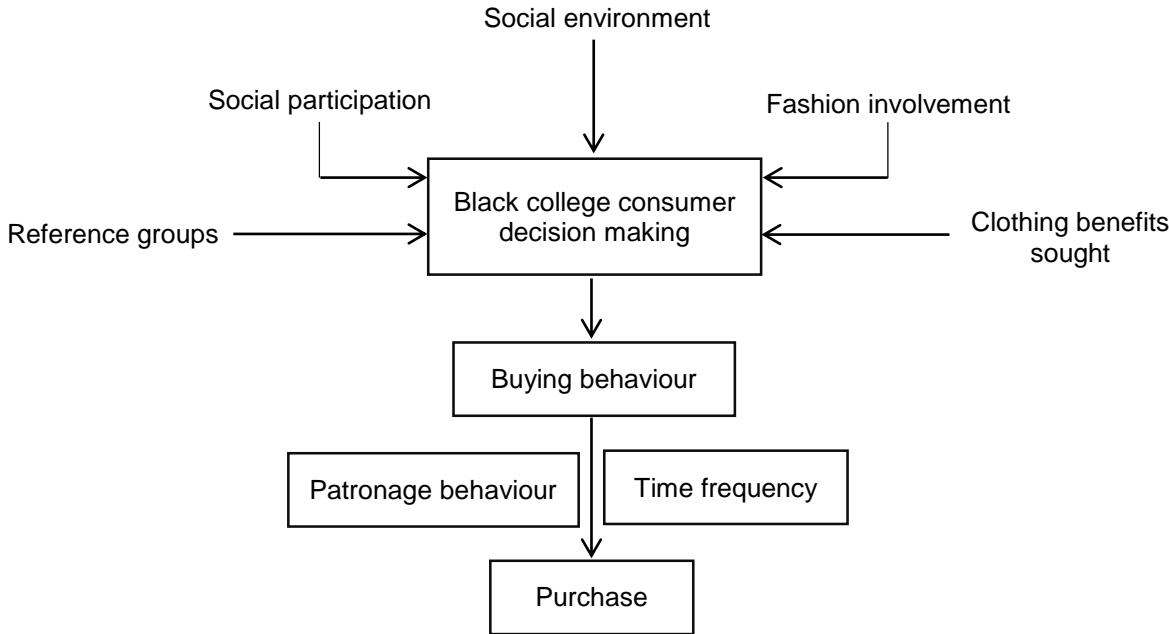 Social environment
Social participation
Fashion involvement
Black college consumer
decision making
Reference groups
Clothing benefits
sought
Buying behaviour
Patronage behaviour
Time frequency
Purchase